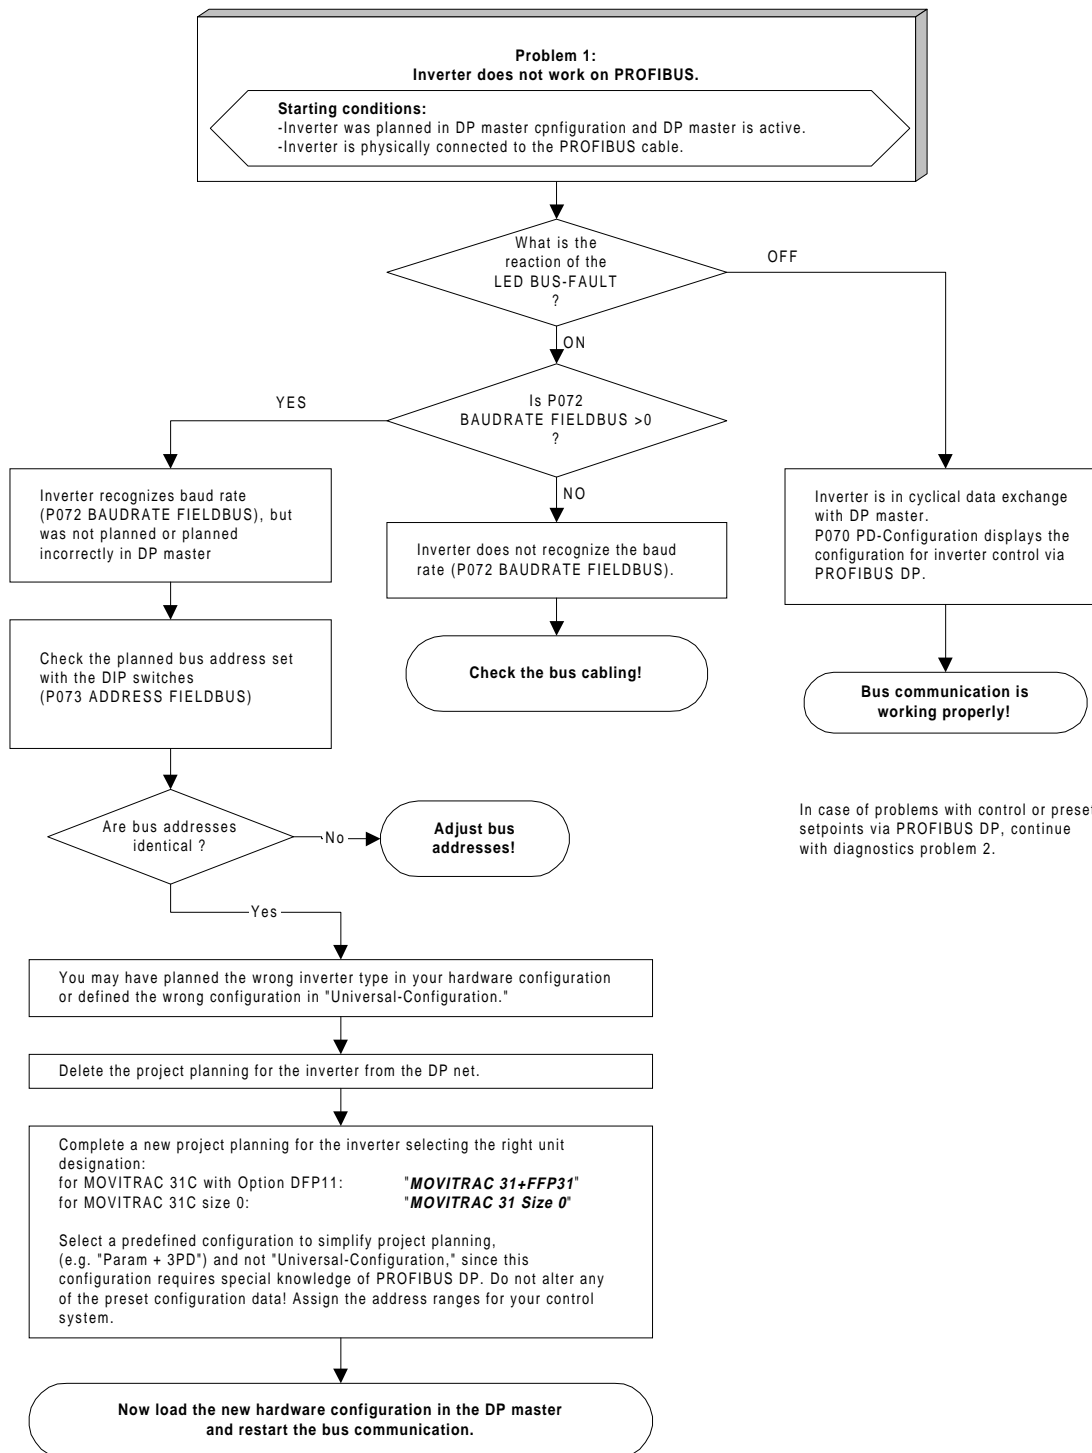 Problem 1:
Inverter does not work on PROFIBUS.
Starting conditions:
-Inverter was planned in DP master cpnfiguration and DP master is active.
-Inverter is physically connected to the PROFIBUS cable.
What is the
reaction of the
LED BUS-FAULT
?
OFF
ON
Is P072
BAUDRATE FIELDBUS >0
?
YES
NO
Inverter recognizes baud rate
(P072 BAUDRATE FIELDBUS), but
was not planned or planned
incorrectly in DP master
Inverter does not recognize the baud
rate (P072 BAUDRATE FIELDBUS).
Inverter is in cyclical data exchange
with DP master.
P070 PD-Configuration displays the
configuration for inverter control via
PROFIBUS DP.
Check the planned bus address set
with the DIP switches
(P073 ADDRESS FIELDBUS)
Check the bus cabling!
Bus communication is
working properly!
Are bus addresses
identical ?
No
Adjust bus
addresses!
In case of problems with control or preset
setpoints via PROFIBUS DP, continue
with diagnostics problem 2.
Yes
You may have planned the wrong inverter type in your hardware configuration
or defined the wrong configuration in "Universal-Configuration."
Delete the project planning for the inverter from the DP net.
Complete a new project planning for the inverter selecting the right unit
designation:
for MOVITRAC 31C with Option DFP11: "MOVITRAC 31+FFP31"
for MOVITRAC 31C size 0: "MOVITRAC 31 Size 0"
Select a predefined configuration to simplify project planning,
(e.g. "Param + 3PD") and not "Universal-Configuration," since this
configuration requires special knowledge of PROFIBUS DP. Do not alter any
of the preset configuration data! Assign the address ranges for your control
system.
Now load the new hardware configuration in the DP master
and restart the bus communication.